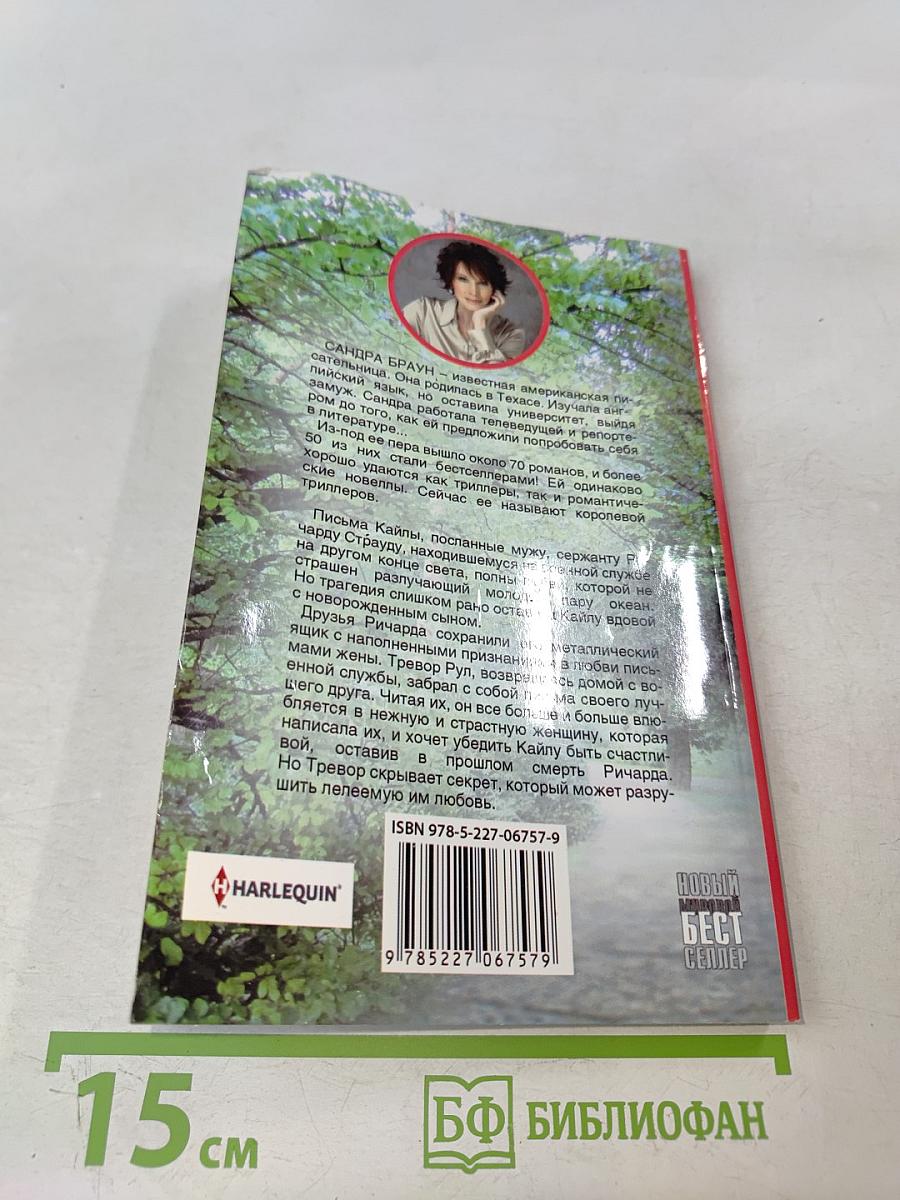 САНДРА БРАУН – известная американская пи-
сательница. Она родилась в Техасе. Изучала анг-
лийский язык, но оставила университет, выйдя
замуж. Сандра работала телеведущей и репорте-
ром до того, как ей предложили попробовать себя
в литературе...
Из-под ее пера вышло около 70 романов, и более
50 из них стали бестселлерами! Ей одинаково
хорошо удаются как триллеры, так и романтиче-
ские новеллы. Сейчас ее называют королевой
триллеров.
Письма Кайлы, посланные мужу, сержанту Ри-
чарду Страуду, находившемуся на военной службе
на другом конце света, полны которой не
страшен разлучающий молодую пару океан.
Но трагедия слишком рано оставила Кайлу вдовой
с новорожденным сыном.
Друзья Ричарда сохранили его металлический
ящик с наполненными признаниями в любви пись-
мами жены. Тревор Рул, возвращаясь домой с во-
енной службы, забрал с собой письма своего луч-
шего друга. Читая их, он все больше и больше влю-
бляется в нежную и страстную женщину, которая
написала их, и хочет убедить Кайлу быть счастли-
вой, оставив в прошлом смерть Ричарда.
Но Тревор скрывает секрет, который может разру-
шить лелеемую им любовь.
ISBN 978-5-227-06757-9
HARLEQUIN®
™
9 785227 067579
НОВЫЙ
МИРОВОЙ
БЕСТ
СЕЛЛЕР
15 см
БФ БИБЛИОФАН